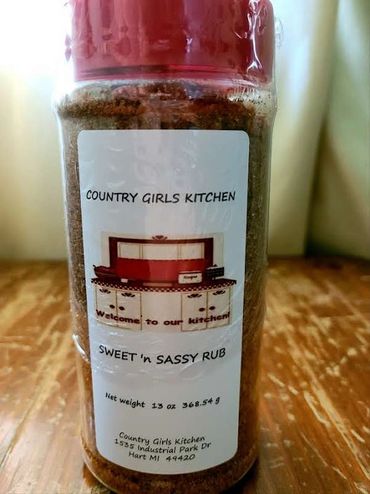 COUNTRY GIRLS KITCHEN
Welcome to our kitchen!
SWEET 'n SASSY RUB
Net weight 13 oz 368.54 g
Country Girls Kitchen
1535 Industrial Park Dr
Hart MI 49420